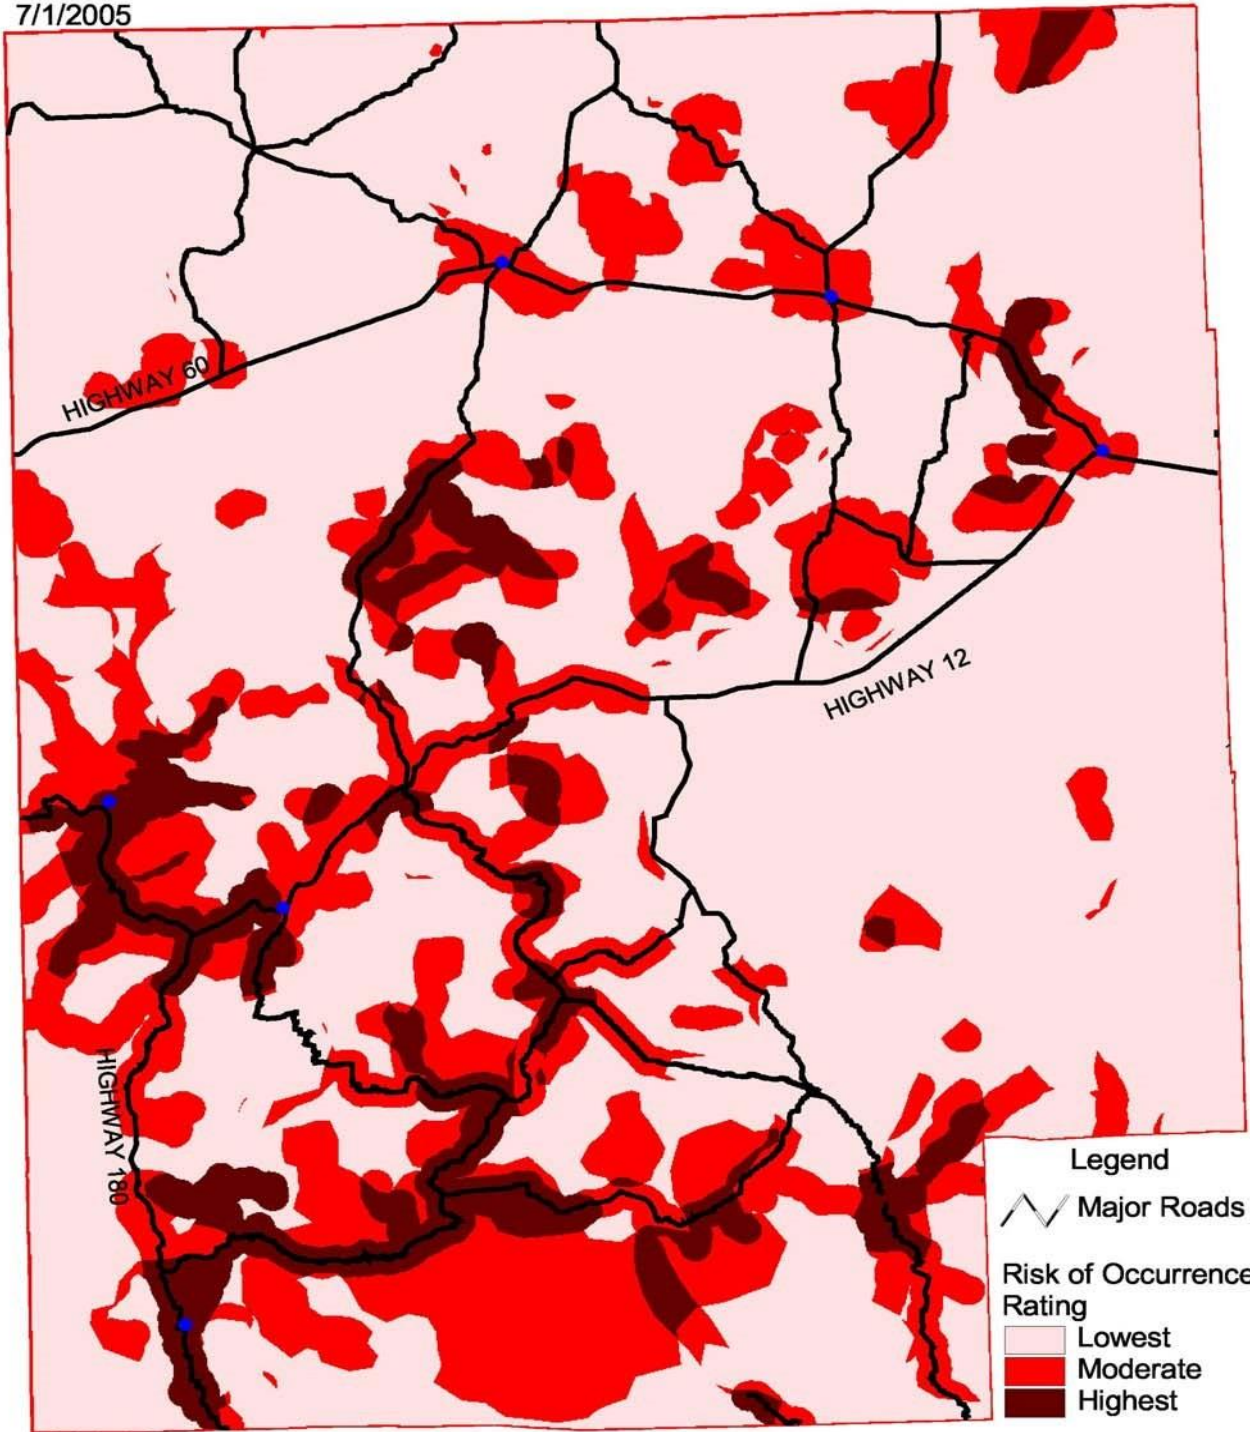 7/1/2005
HIGHWAY 60
HIGHWAY 12
HIGHWAY 180
Legend
Major Roads
Risk of Occurrence
Rating
Lowest
Moderate
Highest